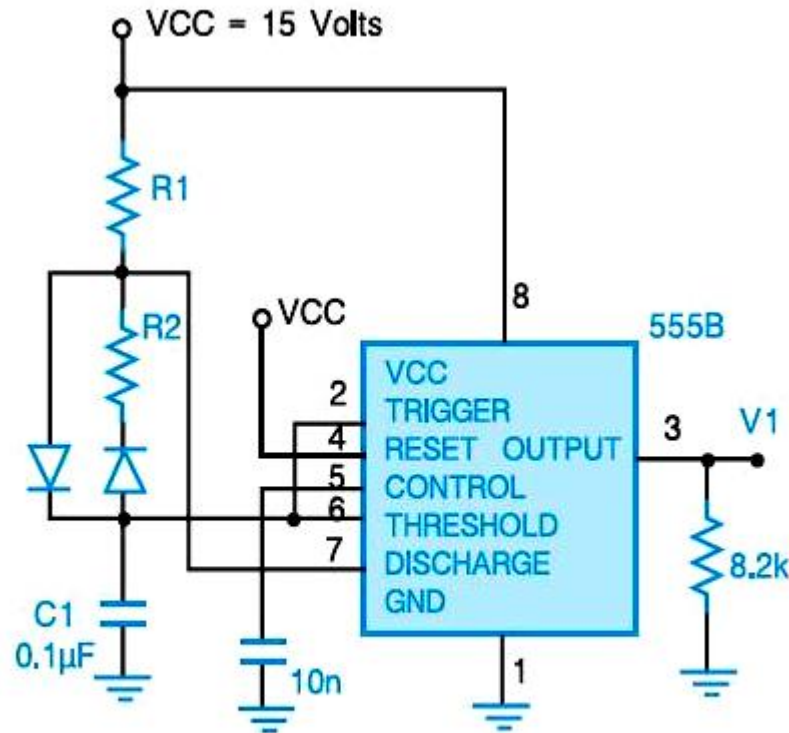 VCC = 15 Volts
R1
8
VCC
555B
R2
VCC
2
TRIGGER
3
V1
4
RESET OUTPUT
5
CONTROL
6
THRESHOLD
7
DISCHARGE
8.2k
GND
C1
0.1µF
10n
1